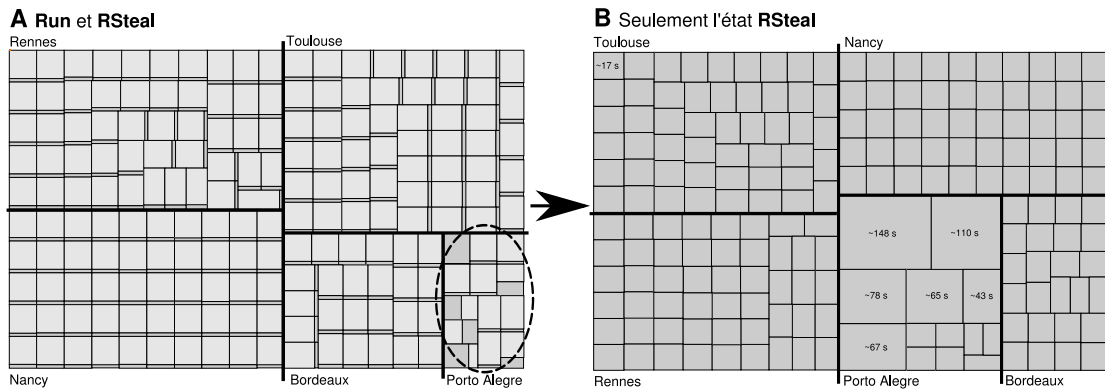 A Run et RSteal
Rennes
Toulouse
Nancy
Bordeaux
Porto Alegre
B Seulement l'état RSteal
Toulouse
Nancy
~17 s
~148 s
~110 s
~78 s
~65 s
~43 s
~67 s
Rennes
Porto Alegre
Bordeaux